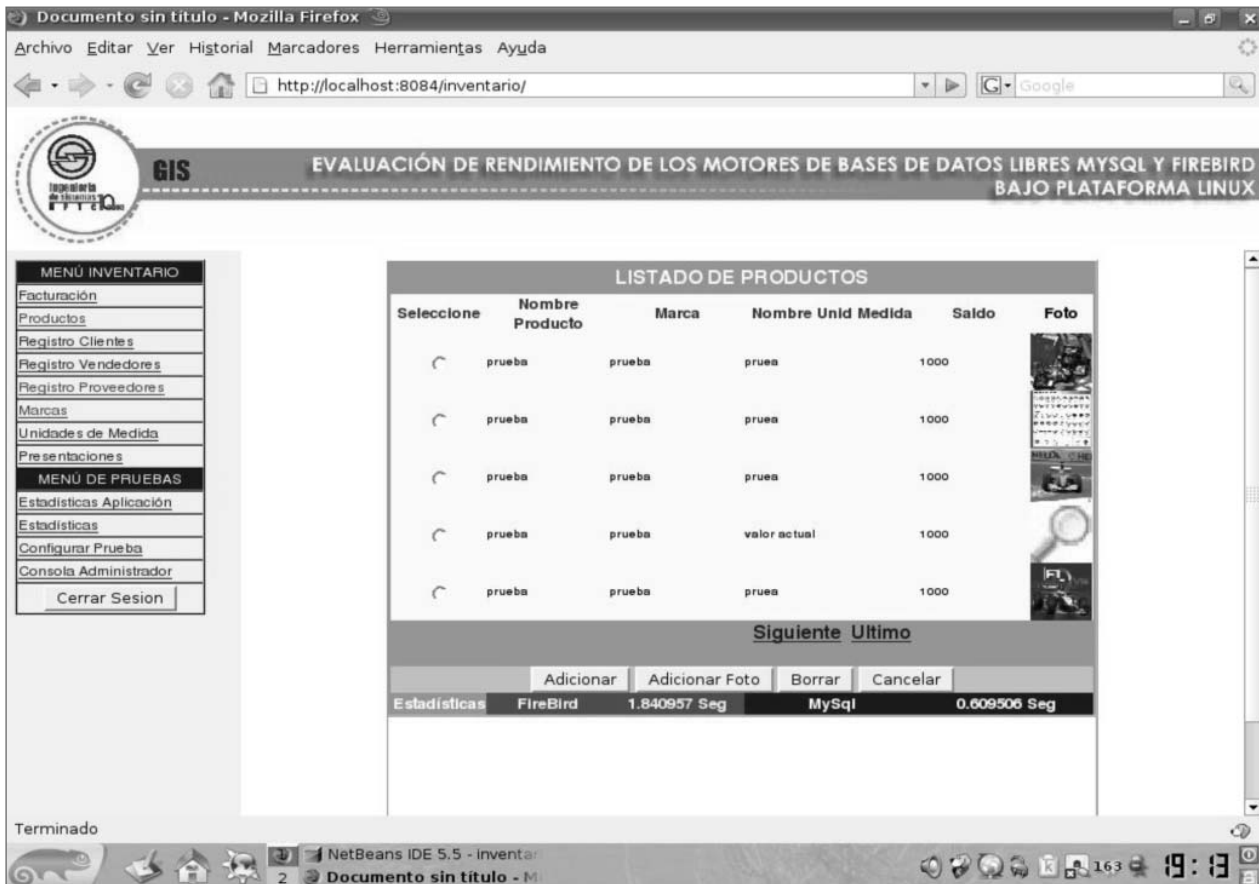 Documento sin título - Mozilla Firefox
Archivo Editar Ver Historial Marcadores Herramientas Ayuda
http://localhost:8084/inventario/
G Google
Ingeniería
de Sistemas
U P T C
GIS
EVALUACIÓN DE RENDIMIENTO DE LOS MOTORES DE BASES DE DATOS LIBRES MYSQL Y FIREBIRD
BAJO PLATAFORMA LINUX
MENÚ INVENTARIO
Facturación
Productos
Registro Clientes
Registro Vendedores
Registro Proveedores
Marcas
Unidades de Medida
Presentaciones
MENÚ DE PRUEBAS
Estadísticas Aplicación
Estadísticas
Configurar Prueba
Consola Administrador
Cerrar Sesion
LISTADO DE PRODUCTOS
Seleccione Nombre Producto Marca Nombre Unid Medida Saldo Foto
prueba prueba pruea 1000
prueba prueba pruea 1000
prueba prueba pruea 1000
prueba prueba valor actual 1000
prueba prueba pruea 1000
Siguiente Ultimo
Adicionar Adicionar Foto Borrar Cancelar
Estadísticas FireBird 1.840957 Seg MySql 0.609506 Seg
Terminado
NetBeans IDE 5.5 - inventar
2 Documento sin título - M
163 19:13